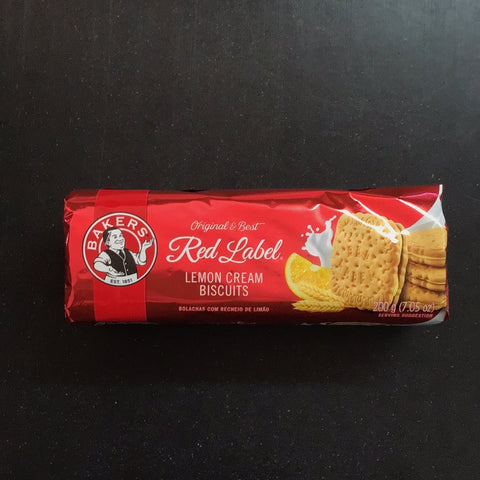 BAKERS
EST. 1851
Original & Best
Red Label®
LEMON CREAM
BISCUITS
BOLACHAS COM RECHEIO DE LIMÃO
200 g (7.05 oz)
SERVING SUGGESTION